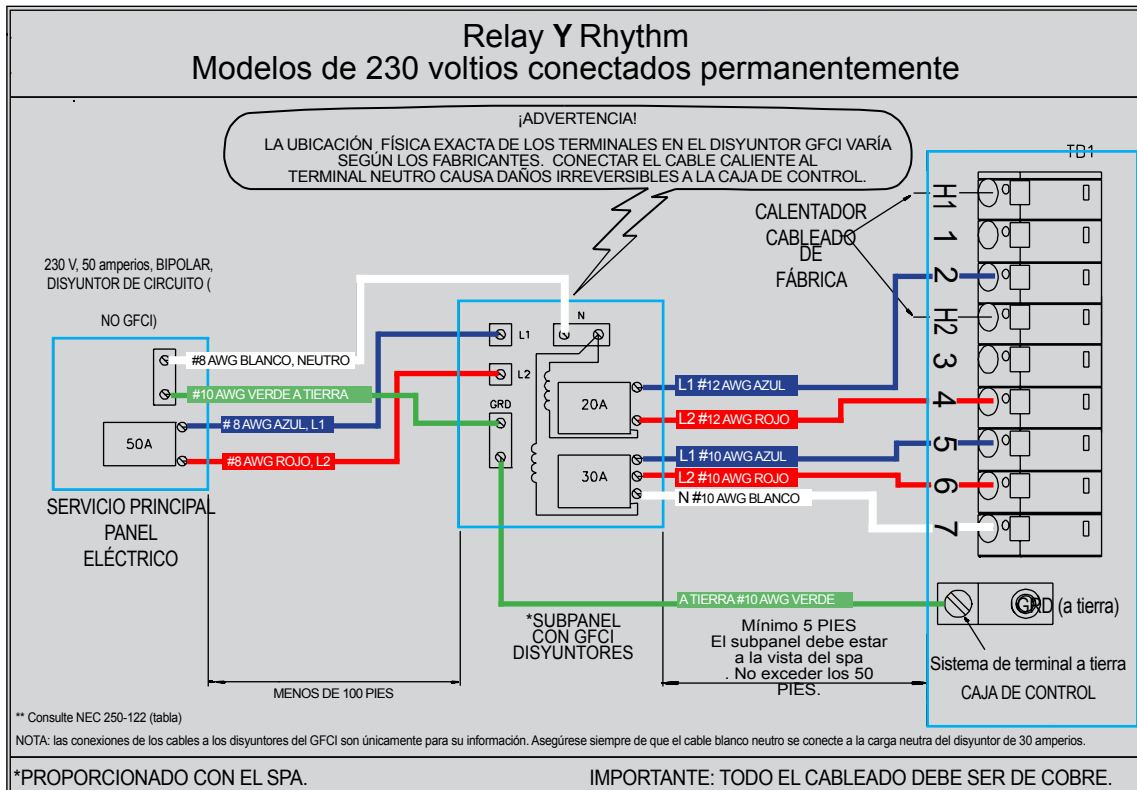 Relay Y Rhythm
Modelos de 230 voltios conectados permanentemente
¡ADVERTENCIA!
LA UBICACIÓN FÍSICA EXACTA DE LOS TERMINALES EN EL DISYUNTOR GFCI VARÍA
SEGÚN LOS FABRICANTES. CONECTAR EL CABLE CALIENTE AL
TERMINAL NEUTRO CAUSA DAÑOS IRREVERSIBLES A LA CAJA DE CONTROL.
TB1
H1
1
2
H2
3
4
5
6
7
CALENTADOR
CABLEADO
DE
FÁBRICA
230 V, 50 amperios, BIPOLAR,
DISYUNTOR DE CIRCUITO (
NO GFCI)
#8 AWG BLANCO, NEUTRO
#10 AWG VERDE A TIERRA
# 8 AWG AZUL, L1
#8 AWG ROJO, L2
50A
SERVICIO PRINCIPAL
PANEL
ELÉCTRICO
L1
N
L2
GRD
20A
30A
L1 #12 AWG AZUL
L2 #12 AWG ROJO
L1 #10 AWG AZUL
L2 #10 AWG ROJO
N #10 AWG BLANCO
A TIERRA #10 AWG VERDE
GRD (a tierra)
*SUBPANEL
CON GFCI
DISYUNTORES
Mínimo 5 PIES
El subpanel debe estar
a la vista del spa
. No exceder los 50
PIES.
Sistema de terminal a tierra
CAJA DE CONTROL
MENOS DE 100 PIES
** Consulte NEC 250-122 (tabla)
NOTA: las conexiones de los cables a los disyuntores del GFCI son únicamente para su información. Asegúrese siempre de que el cable blanco neutro se conecte a la carga neutra del disyuntor de 30 amperios.
*PROPORCIONADO CON EL SPA.
IMPORTANTE: TODO EL CABLEADO DEBE SER DE COBRE.